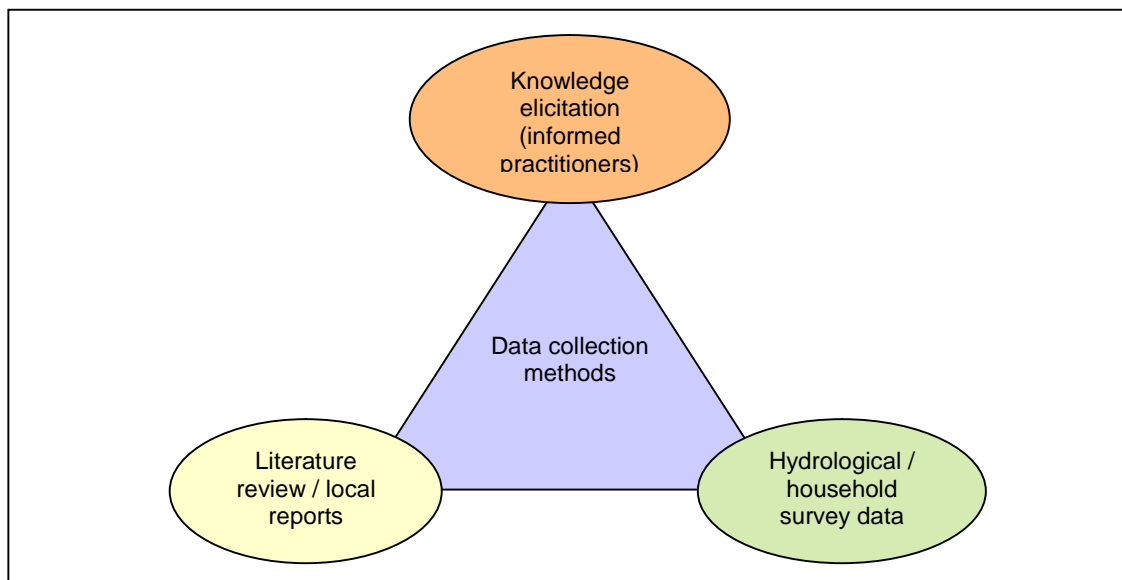 Knowledge
elicitation
(informed
practitioners)
Data collection
methods
Literature
review / local
reports
Hydrological /
household
survey data